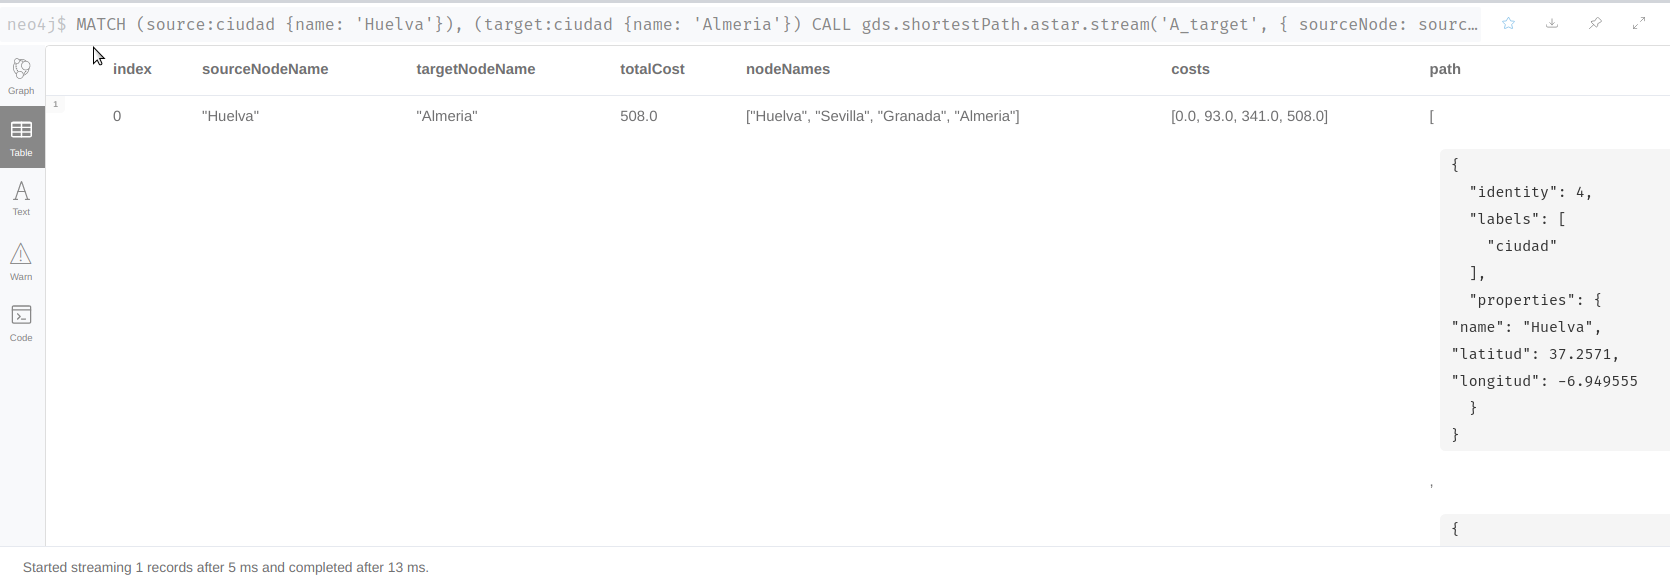 neo4j$ MATCH (source:ciudad {name: 'Huelva'}), (target:ciudad {name: 'Almeria'}) CALL gds.shortestPath.astar.stream('A_target', { sourceNode: sourc…
Graph
Table
Text
Warn
Code
index sourceNodeName targetNodeName totalCost nodeNames costs path
1
0 "Huelva" "Almeria" 508.0 ["Huelva", "Sevilla", "Granada", "Almeria"] [0.0, 93.0, 341.0, 508.0] [
{
"identity": 4,
"labels": [
"ciudad"
],
"properties": {
"name": "Huelva",
"latitud": 37.2571,
"longitud": -6.949555
}
}
,
{
Started streaming 1 records after 5 ms and completed after 13 ms.